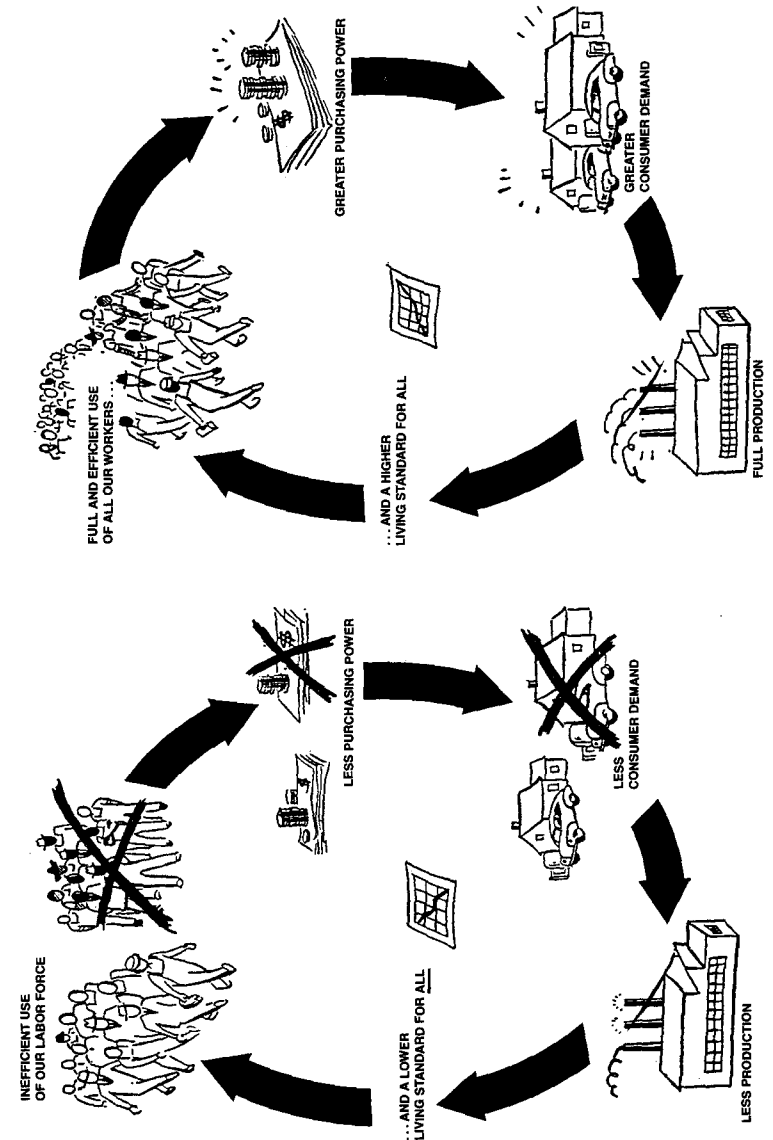 INEFFICIENT USE
OF OUR LABOR FORCE
LESS PURCHASING POWER
LESS
CONSUMER DEMAND
LESS PRODUCTION
...AND A LOWER
LIVING STANDARD FOR ALL
FULL AND EFFICIENT USE
OF ALL OUR WORKERS...
GREATER PURCHASING POWER
GREATER
CONSUMER DEMAND
FULL PRODUCTION
...AND A HIGHER
LIVING STANDARD FOR ALL